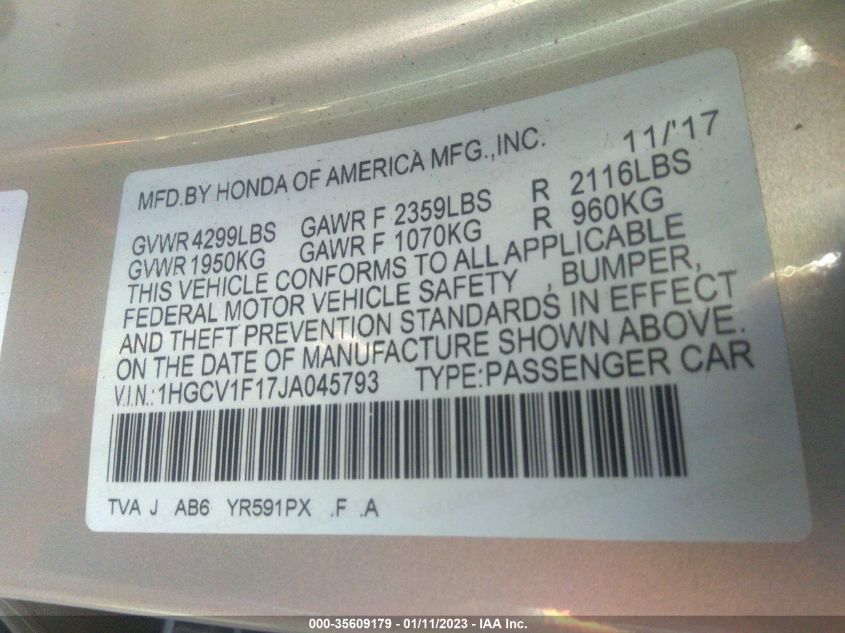 MFD.BY HONDA OF AMERICA MFG.,INC. 11/'17
GVWR 4299LBS GAWR F 2359LBS R 2116LBS
GVWR 1950KG GAWR F 1070KG R 960KG
THIS VEHICLE CONFORMS TO ALL APPLICABLE
FEDERAL MOTOR VEHICLE SAFETY , BUMPER,
AND THEFT PREVENTION STANDARDS IN EFFECT
ON THE DATE OF MANUFACTURE SHOWN ABOVE.
V.I.N.: 1HGCV1F17JA045793 TYPE:PASSENGER CAR
TVA J AB6 YR591PX .F .A
000-35609179 - 01/11/2023 - IAA Inc.